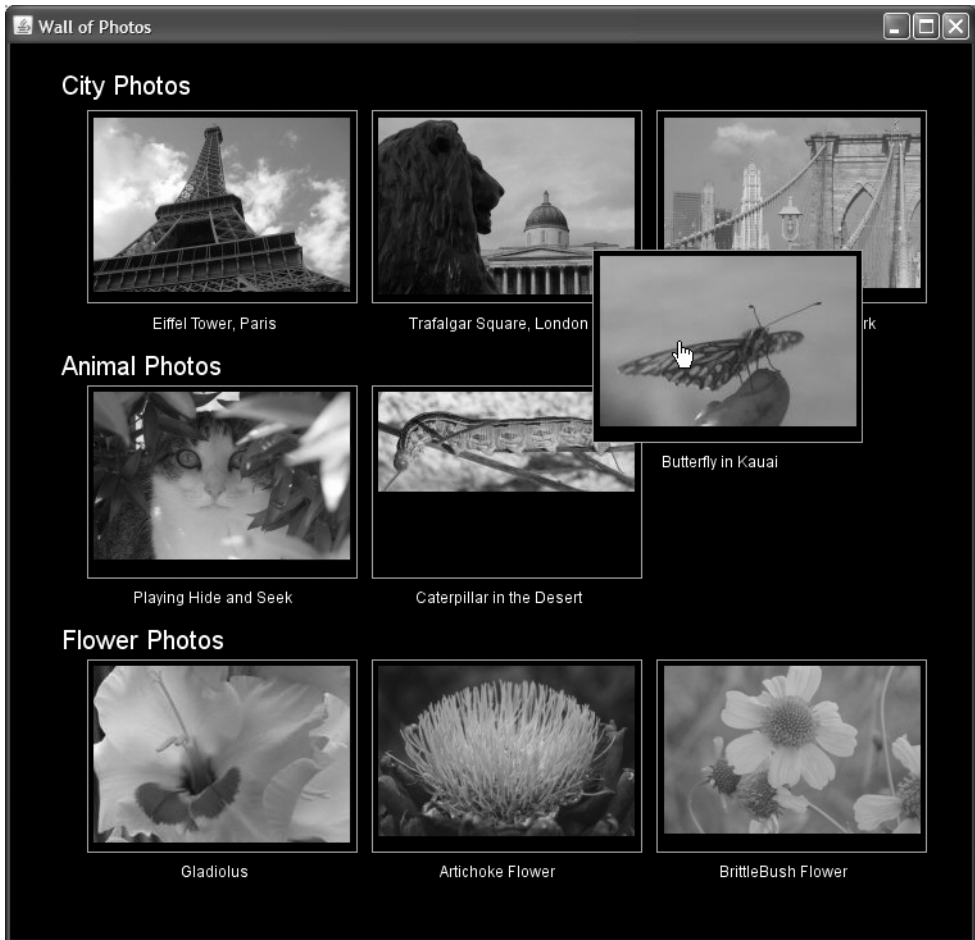 Wall of Photos
City Photos
Eiffel Tower, Paris
Trafalgar Square, London
Animal Photos
Butterfly in Kauai
Playing Hide and Seek
Caterpillar in the Desert
Flower Photos
Gladiolus
Artichoke Flower
BrittleBush Flower